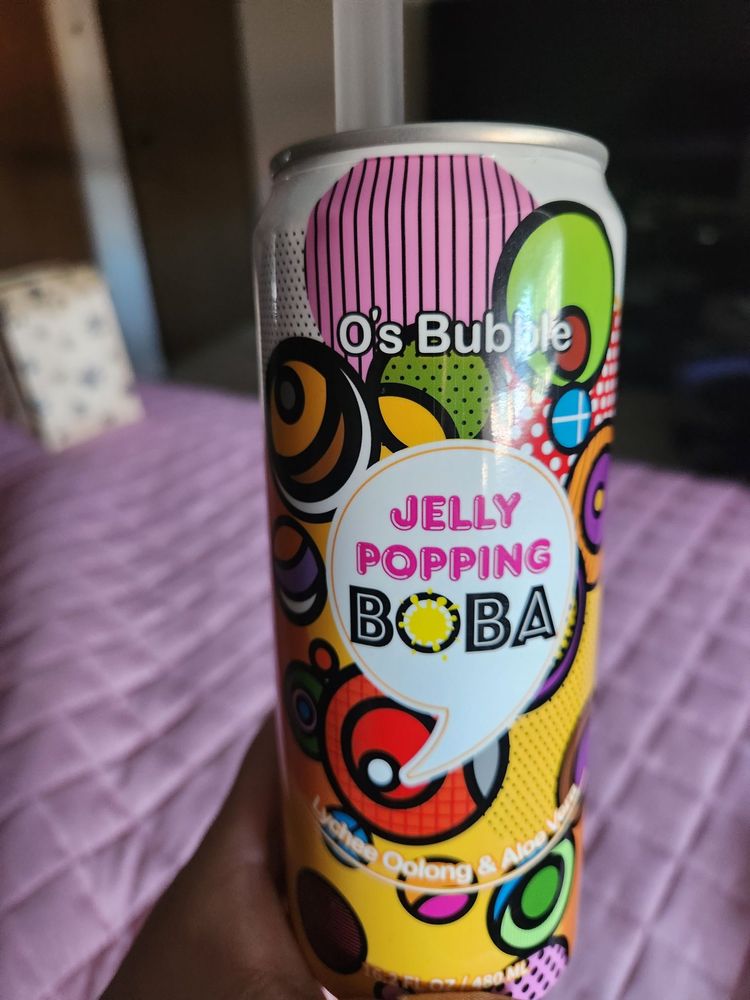 O's Bubble
JELLY
POPPING
BOBA
Lychee Oolong & Aloe Vera
16.2 FL OZ / 480 ML